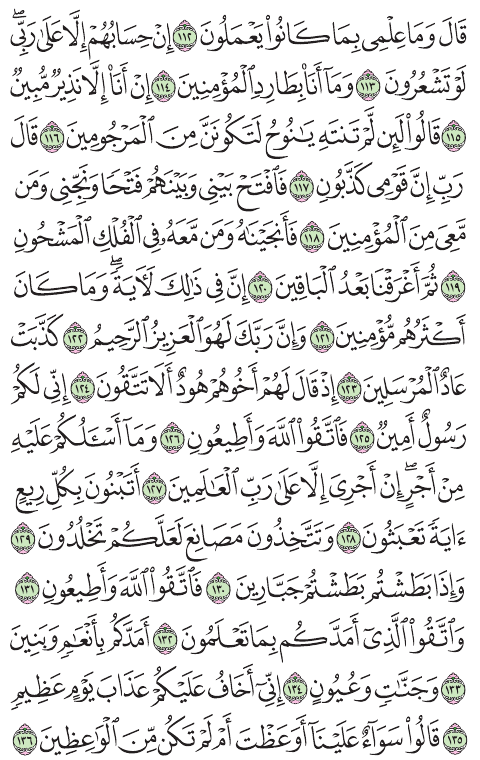 قَالَ وَمَا عِلْمِى بِمَا كَانُوا۟ يَعْمَلُونَ ١١٢ إِنْ حِسَابُهُمْ إِلَّا عَلَىٰ رَبِّىۖ
لَوْ تَشْعُرُونَ ١١٣ وَمَآ أَنَا۠ بِطَارِدِ ٱلْمُؤْمِنِينَ ١١٤ إِنْ أَنَا۠ إِلَّا نَذِيرٌ مُّبِينٌ
١١٥ قَالُوا۟ لَئِن لَّمْ تَنتَهِ يَـٰنُوحُ لَتَكُونَنَّ مِنَ ٱلْمَرْجُومِينَ ١١٦ قَالَ
رَبِّ إِنَّ قَوْمِى كَذَّبُونِ ١١٧ فَٱفْتَحْ بَيْنِى وَبَيْنَهُمْ فَتْحًا وَنَجِّنِى وَمَن
مَّعِىَ مِنَ ٱلْمُؤْمِنِينَ ١١٨ فَأَنجَيْنَـٰهُ وَمَن مَّعَهُۥ فِى ٱلْفُلْكِ ٱلْمَشْحُونِ
١١٩ ثُمَّ أَغْرَقْنَا بَعْدُ ٱلْبَاقِينَ ١٢٠ إِنَّ فِى ذَٰلِكَ لَـَٔايَةًۖ وَمَا كَانَ
أَكْثَرُهُم مُّؤْمِنِينَ ١٢١ وَإِنَّ رَبَّكَ لَهُوَ ٱلْعَزِيزُ ٱلرَّحِيمُ ١٢٢ كَذَّبَتْ
عَادٌ ٱلْمُرْسَلِينَ ١٢٣ إِذْ قَالَ لَهُمْ أَخُوهُمْ هُودٌ أَلَا تَتَّقُونَ ١٢٤ إِنِّى لَكُمْ
رَسُولٌ أَمِينٌ ١٢٥ فَٱتَّقُوا۟ ٱللَّهَ وَأَطِيعُونِ ١٢٦ وَمَآ أَسْـَٔلُكُمْ عَلَيْهِ
مِنْ أَجْرٍۖ إِنْ أَجْرِىَ إِلَّا عَلَىٰ رَبِّ ٱلْعَـٰلَمِينَ ١٢٧ أَتَبْنُونَ بِكُلِّ رِيعٍ
ءَايَةً تَعْبَثُونَ ١٢٨ وَتَتَّخِذُونَ مَصَانِعَ لَعَلَّكُمْ تَخْلُدُونَ ١٢٩
وَإِذَا بَطَشْتُم بَطَشْتُمْ جَبَّارِينَ ١٣٠ فَٱتَّقُوا۟ ٱللَّهَ وَأَطِيعُونِ ١٣١
وَٱتَّقُوا۟ ٱلَّذِىٓ أَمَدَّكُم بِمَا تَعْلَمُونَ ١٣٢ أَمَدَّكُم بِأَنْعَـٰمٍ وَبَنِينَ
١٣٣ وَجَنَّـٰتٍ وَعُيُونٍ ١٣٤ إِنِّىٓ أَخَافُ عَلَيْكُمْ عَذَابَ يَوْمٍ عَظِيمٍ
١٣٥ قَالُوا۟ سَوَآءٌ عَلَيْنَآ أَوَعَظْتَ أَمْ لَمْ تَكُن مِّنَ ٱلْوَٰعِظِينَ ١٣٦